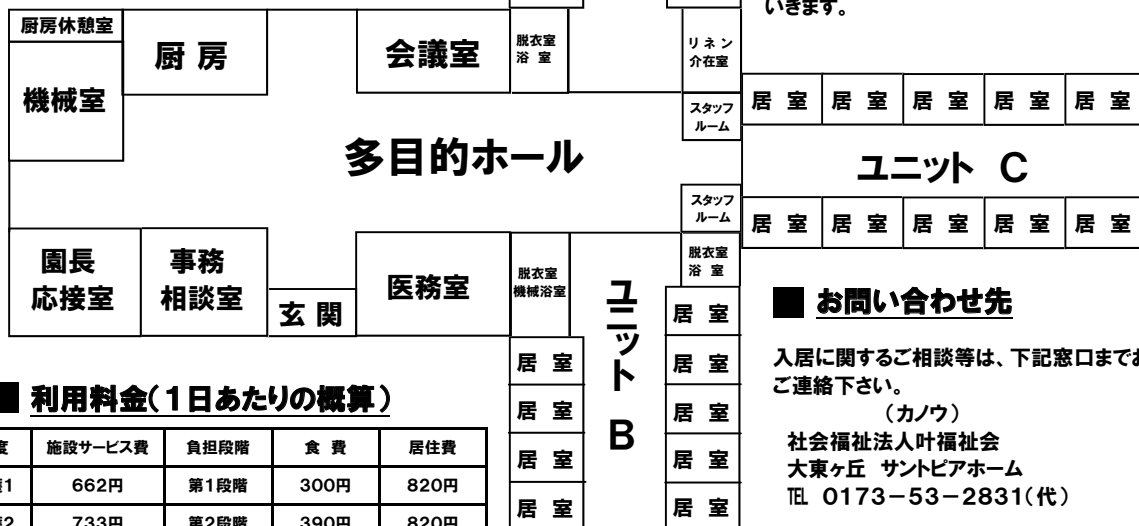 いきます。
厨房休憩室
厨 房
会議室
脱衣室
浴 室
リネン
介在室
機械室
スタッフ
ルーム
居 室 居 室 居 室 居 室 居 室
多目的ホール
ユニット C
スタッフ
ルーム
居 室 居 室 居 室 居 室 居 室
園長
応接室
事務
相談室
玄 関
医務室
脱衣室
機械浴室
ユニット B
脱衣室
浴 室
居 室
居 室
居 室
居 室
居 室
居 室
居 室
居 室
居 室
■ お問い合わせ先
入居に関するご相談等は、下記窓口まで
ご連絡下さい。
(カノウ)
社会福祉法人叶福祉会
大東ヶ丘 サントピアホーム
℡ 0173-53-2831(代)
■ 利用料金(1日あたりの概算)
度 施設サービス費 負担段階 食 費 居住費
1 662円 第1段階 300円 820円
2 733円 第2段階 390円 820円